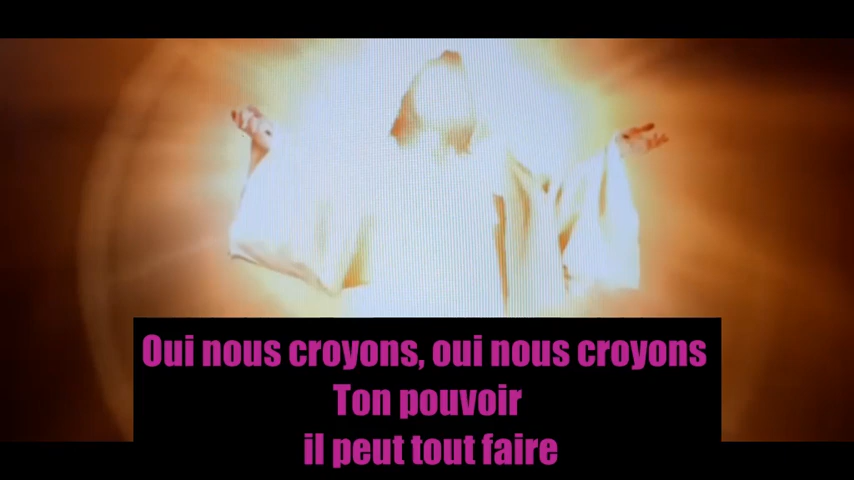 Oui nous croyons, oui nous croyons
Ton pouvoir
il peut tout faire